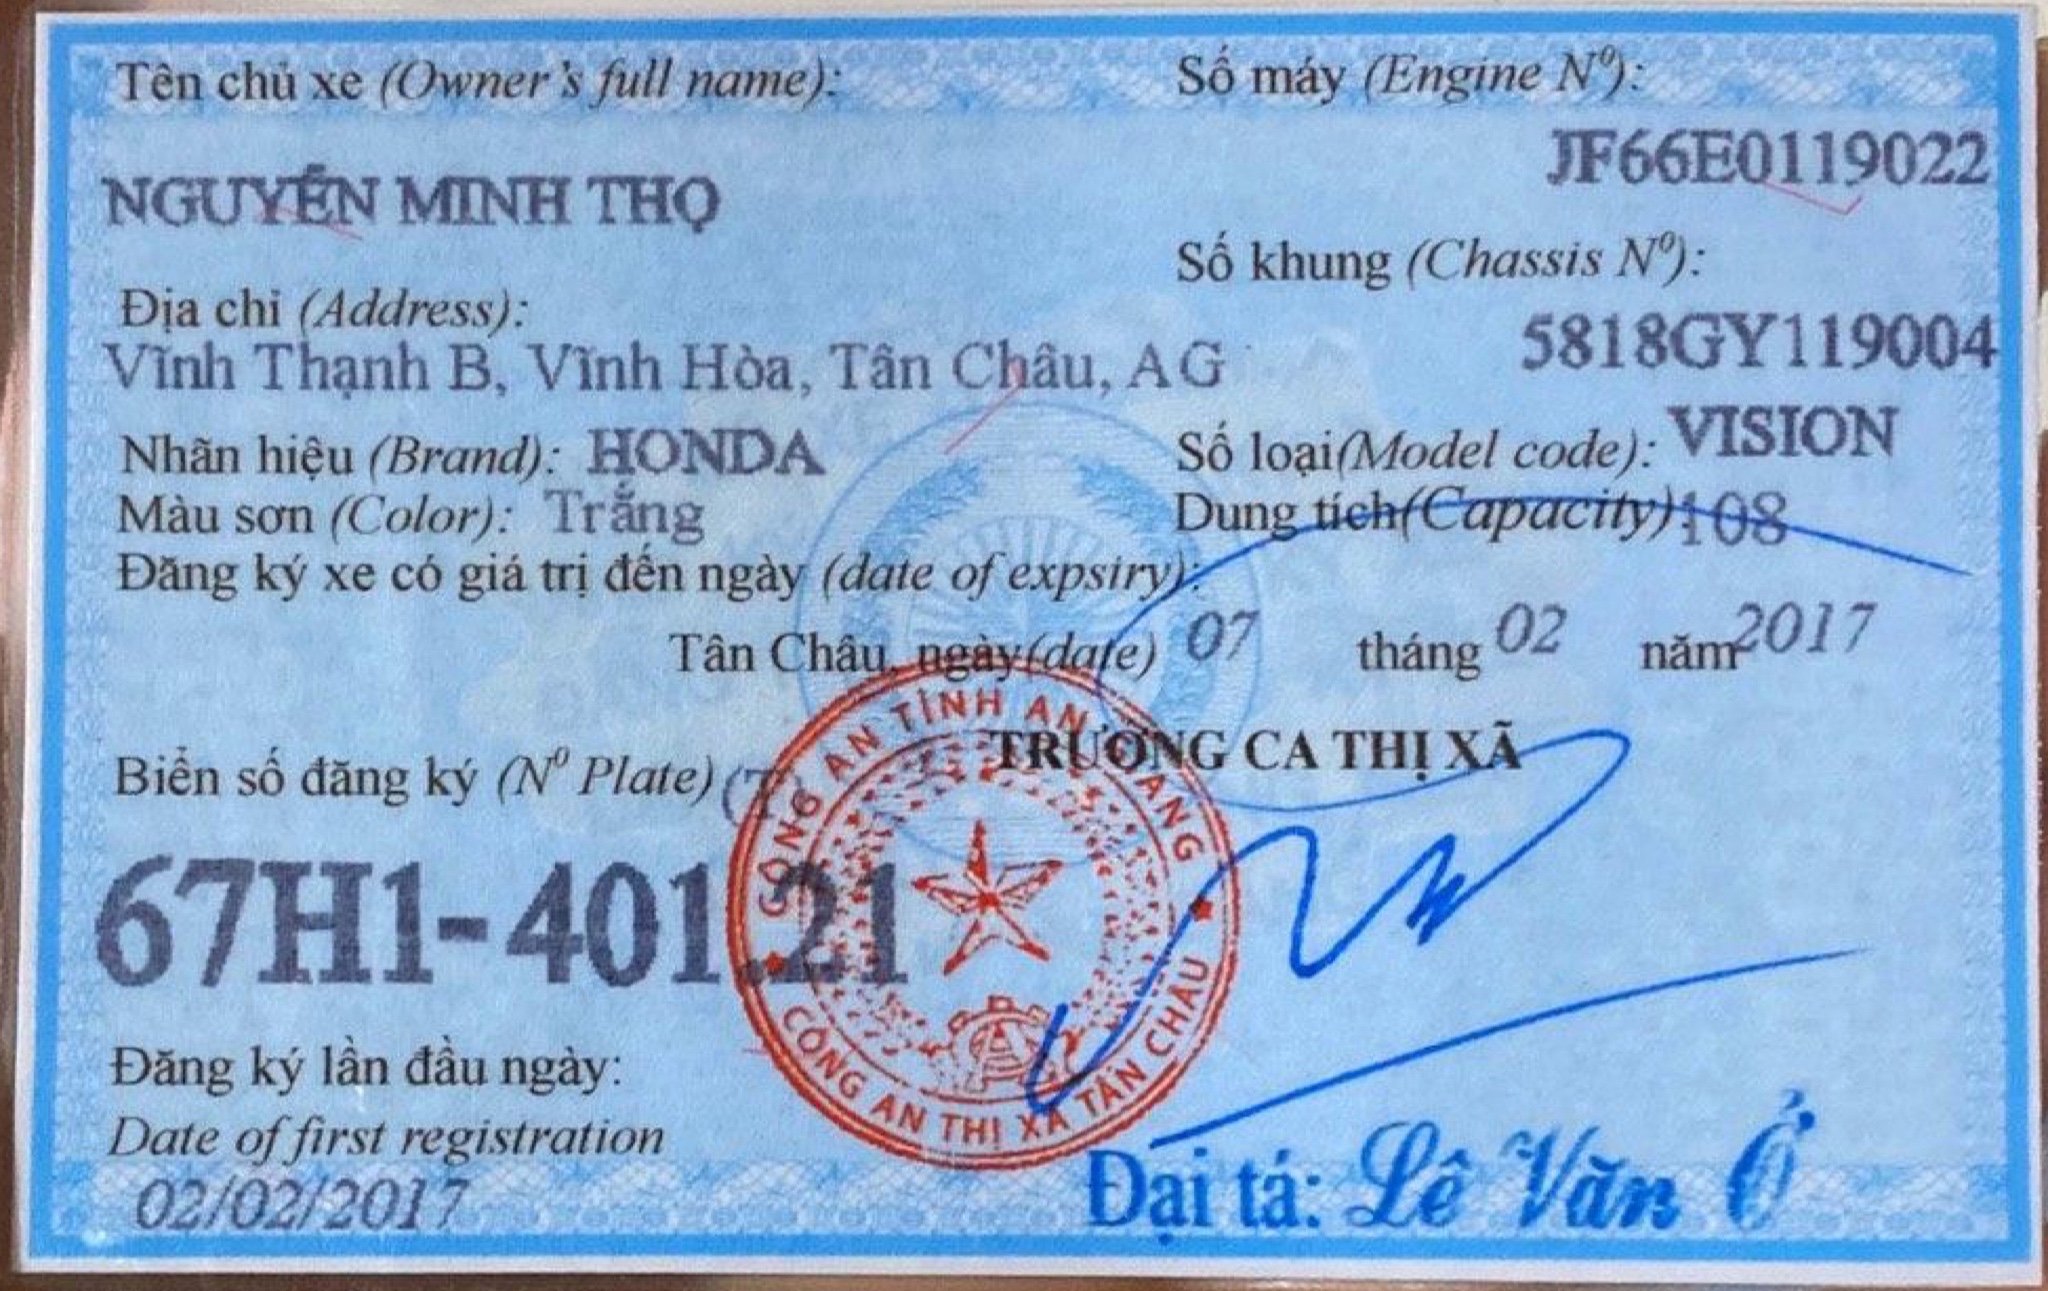 Tên chủ xe (Owner's full name):
NGUYỄN MINH THỌ
Địa chỉ (Address):
Vĩnh Thạnh B, Vĩnh Hòa, Tân Châu, AG
Nhãn hiệu (Brand): HONDA
Màu sơn (Color): Trắng
Số máy (Engine Nº):
JF66E0119022
Số khung (Chassis Nº):
5818GY119004
Số loại(Model code): VISION
Dung tích(Capacity): 108
Đăng ký xe có giá trị đến ngày (date of expsiry):
Tân Châu, ngày(date) 07 tháng 02 năm 2017
TRƯỞNG CA THỊ XÃ
Biển số đăng ký (Nº Plate)
67H1-401.21
Đăng ký lần đầu ngày:
Date of first registration
02/02/2017
CÔNG AN TỈNH AN GIANG
CÔNG AN THỊ XÃ TÂN CHÂU
Đại tá: Lê Văn Ở